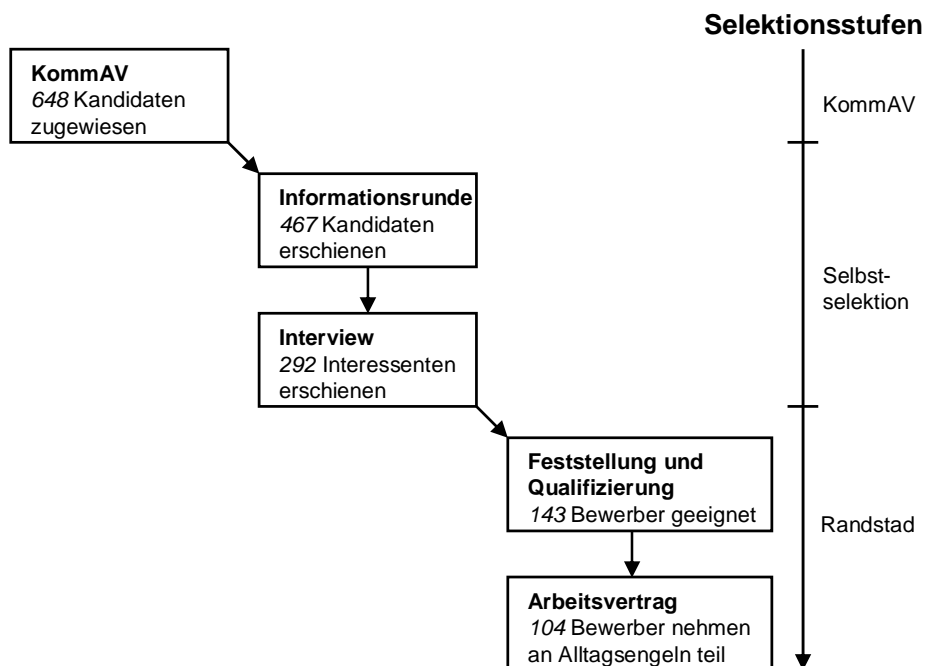 Selektionsstufen
KommAV
648 Kandidaten
zugewiesen
KommAV
Informationsrunde
467 Kandidaten
erschienen
Selbst-
selektion
Interview
292 Interessenten
erschienen
Feststellung und
Qualifizierung
143 Bewerber geeignet
Randstad
Arbeitsvertrag
104 Bewerber nehmen
an Alltagsengeln teil